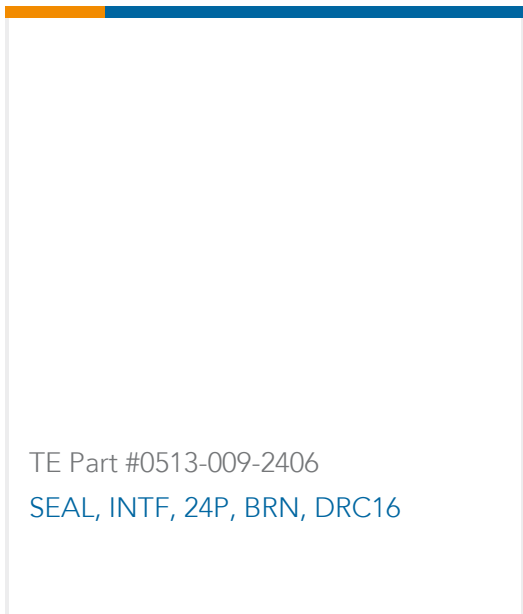 TE Part #0513-009-2406
SEAL, INTF, 24P, BRN, DRC16